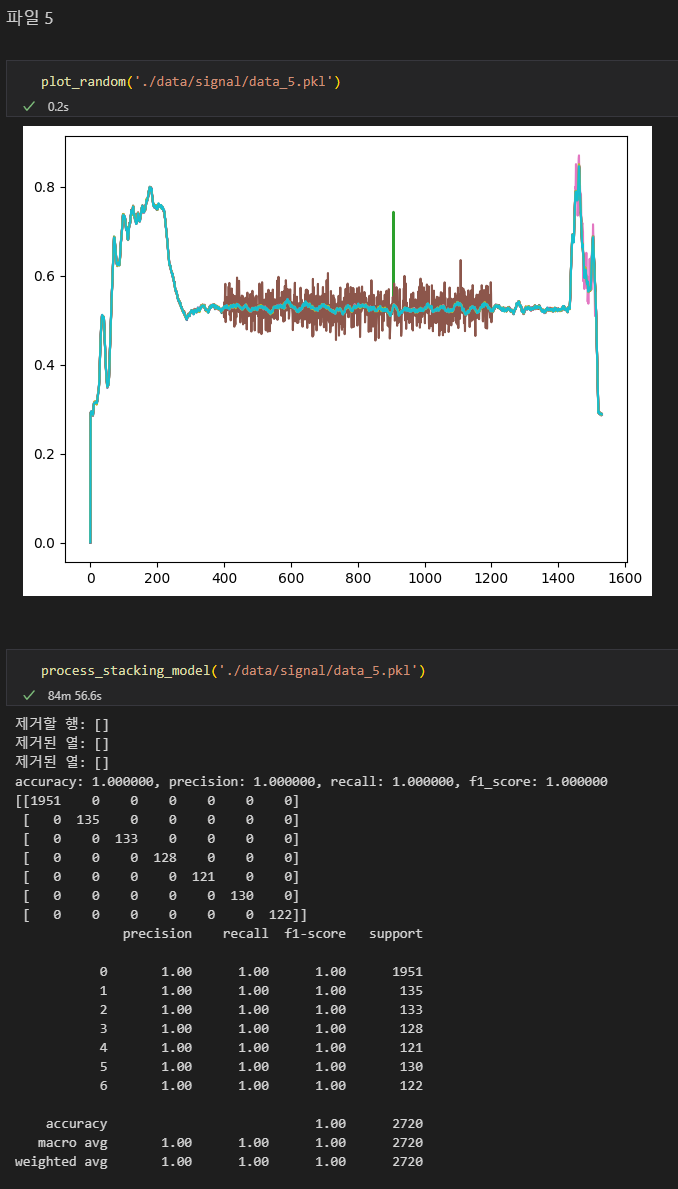 파일 5
plot_random('./data/signal/data_5.pkl')
0.2s
0.8
0.6
0.4
0.2
0.0
0 200 400 600 800 1000 1200 1400 1600
process_stacking_model('./data/signal/data_5.pkl')
84m 56.6s
제거할 행: []
제거된 열: []
제거된 열: []
accuracy: 1.000000, precision: 1.000000, recall: 1.000000, f1_score: 1.000000
[[1951 0 0 0 0 0 0]
[ 0 135 0 0 0 0 0]
[ 0 0 133 0 0 0 0]
[ 0 0 0 128 0 0 0]
[ 0 0 0 0 121 0 0]
[ 0 0 0 0 0 130 0]
[ 0 0 0 0 0 0 122]]
precision recall f1-score support
0 1.00 1.00 1.00 1951
1 1.00 1.00 1.00 135
2 1.00 1.00 1.00 133
3 1.00 1.00 1.00 128
4 1.00 1.00 1.00 121
5 1.00 1.00 1.00 130
6 1.00 1.00 1.00 122
accuracy 1.00 2720
macro avg 1.00 1.00 1.00 2720
weighted avg 1.00 1.00 1.00 2720